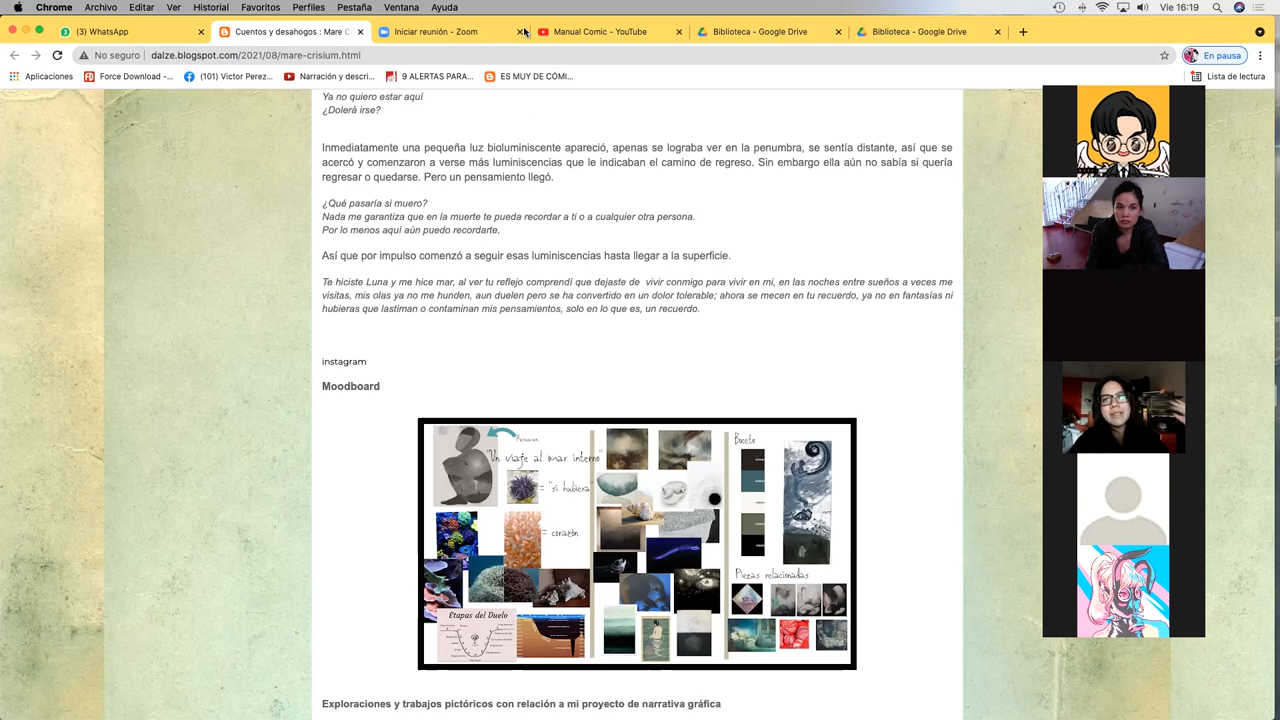 Chrome Archivo Editar Ver Historial Favoritos Perfiles Pestaña Ventana Ayuda Vie 16:19
(3) WhatsApp Cuentos y desahogos : Mare C Iniciar reunión - Zoom Manual Comic - YouTube Biblioteca - Google Drive Biblioteca - Google Drive
No seguro dalze.blogspot.com/2021/08/mare-crisium.html En pausa
Aplicaciones Force Download -... (101) Victor Perez... Narración y descri... 9 ALERTAS PARA... ES MUY DE CÓMI... Lista de lectura
Ya no quiero estar aquí
¿Dolerá irse?
Inmediatamente una pequeña luz bioluminiscente apareció, apenas se lograba ver en la penumbra, se sentía distante, así que se
acercó y comenzaron a verse más luminiscencias que le indicaban el camino de regreso. Sin embargo ella aún no sabía si quería
regresar o quedarse. Pero un pensamiento llegó.
¿Qué pasaría si muero?
Nada me garantiza que en la muerte te pueda recordar a ti o a cualquier otra persona.
Por lo menos aquí aún puedo recordarte.
Así que por impulso comenzó a seguir esas luminiscencias hasta llegar a la superficie.
Te hiciste Luna y me hice mar, al ver tu reflejo comprendí que dejaste de vivir conmigo para vivir en mi, en las noches entre sueños a veces me
visitas, mis olas ya no me hunden, aun duelen pero se ha convertido en un dolor tolerable; ahora se mecen en tu recuerdo, ya no en fantasías ni
hubieras que lastiman o contaminan mis pensamientos, solo en lo que es, un recuerdo.
instagram
Moodboard
"Un viaje al mar interno"
= "si hubiera"
= corazón
Etapas del Duelo
Boceto
Piezas relacionadas
Exploraciones y trabajos pictóricos con relación a mi proyecto de narrativa gráfica